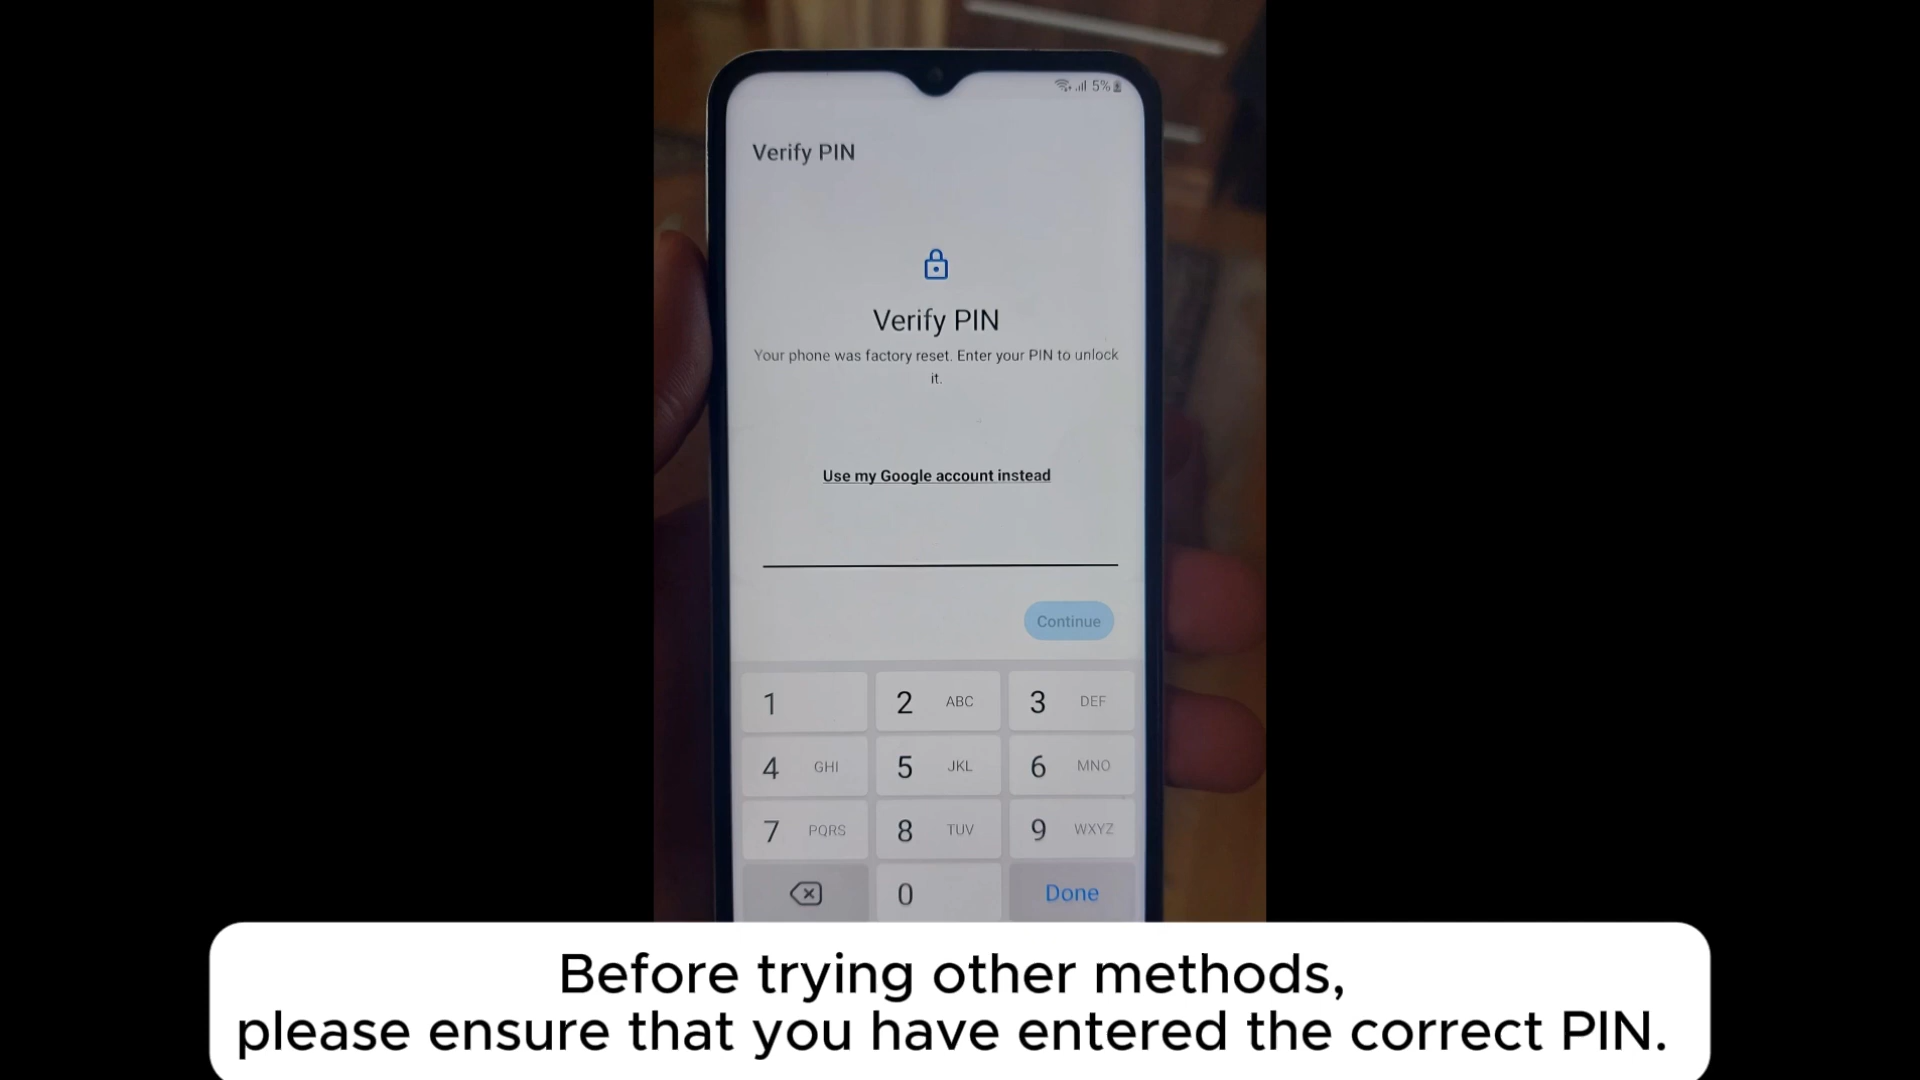 5%
Verify PIN
Verify PIN
Your phone was factory reset. Enter your PIN to unlock
it.
Use my Google account instead
Continue
1
2 ABC
3 DEF
4 GHI
5 JKL
6 MNO
7 PQRS
8 TUV
9 WXYZ
0
Done
Before trying other methods,
please ensure that you have entered the correct PIN.